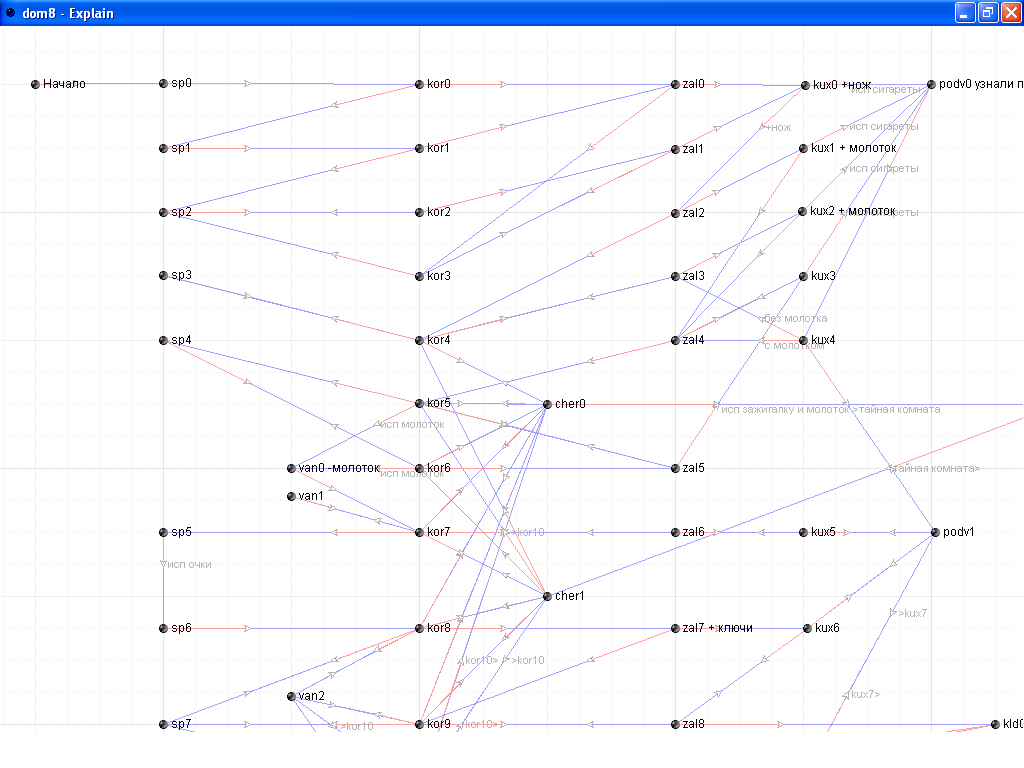 dom8 - Explain
Начало
sp0
kor0
zal0
kux0 +нож
podv0 узнали п
исп сигареты
sp1
kor1
+нож
исп сигареты
zal1
kux1 + молоток
исп сигареты
sp2
kor2
zal2
kux2 + молоток
sp3
kor3
zal3
kux3
без молотка
sp4
kor4
zal4
kux4
с молотком
kor5
cher0
исп зажигалку и молоток >тайная комната
исп молоток
van0 -молоток
исп молоток
kor6
zal5
тайная комната>
van1
sp5
kor7
>kor10
zal6
kux5
podv1
исп очки
cher1
>kux7
sp6
kor8
zal7 +ключи
kux6
kor10>
>kor10
van2
kux7>
sp7
>kor10
kor9
kor10>
zal8